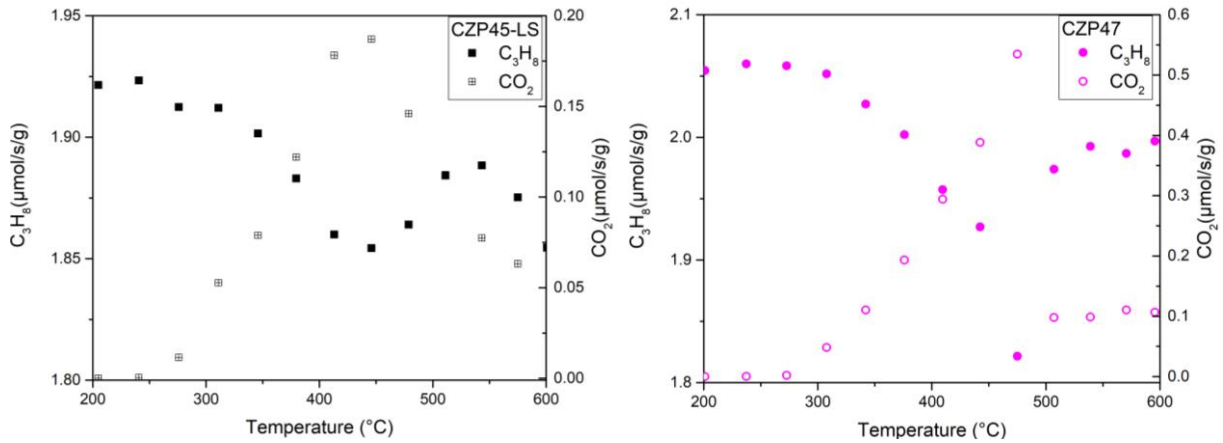 CZP45-LS
C₃H₈
CO₂
1.95
1.90
1.85
1.80
C₃H₈(μmol/s/g)
0.20
0.15
0.10
0.05
0.00
CO₂(μmol/s/g)
200 300 400 500 600
Temperature (°C)
CZP47
C₃H₈
CO₂
2.1
2.0
1.9
1.8
C₃H₈(μmol/s/g)
0.6
0.5
0.4
0.3
0.2
0.1
0.0
CO₂(μmol/s/g)
200 300 400 500 600
Temperature (°C)